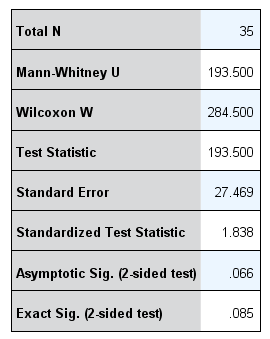 Total N 35
Mann-Whitney U 193.500
Wilcoxon W 284.500
Test Statistic 193.500
Standard Error 27.469
Standardized Test Statistic 1.838
Asymptotic Sig. (2-sided test) .066
Exact Sig. (2-sided test) .085